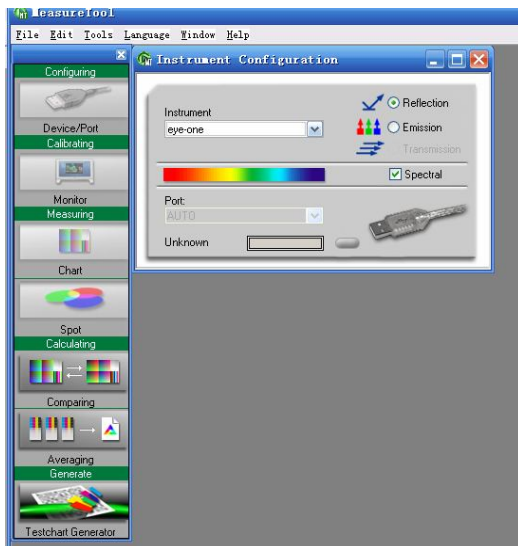 MeasureTool
File Edit Tools Language Window Help
Configuring
Device/Port
Calibrating
Monitor
Measuring
Chart
Spot
Calculating
Comparing
Averaging
Generate
Testchart Generator
Instrument Configuration
Instrument
eye-one
Reflection
Emission
Transmission
Spectral
Port:
AUTO
Unknown